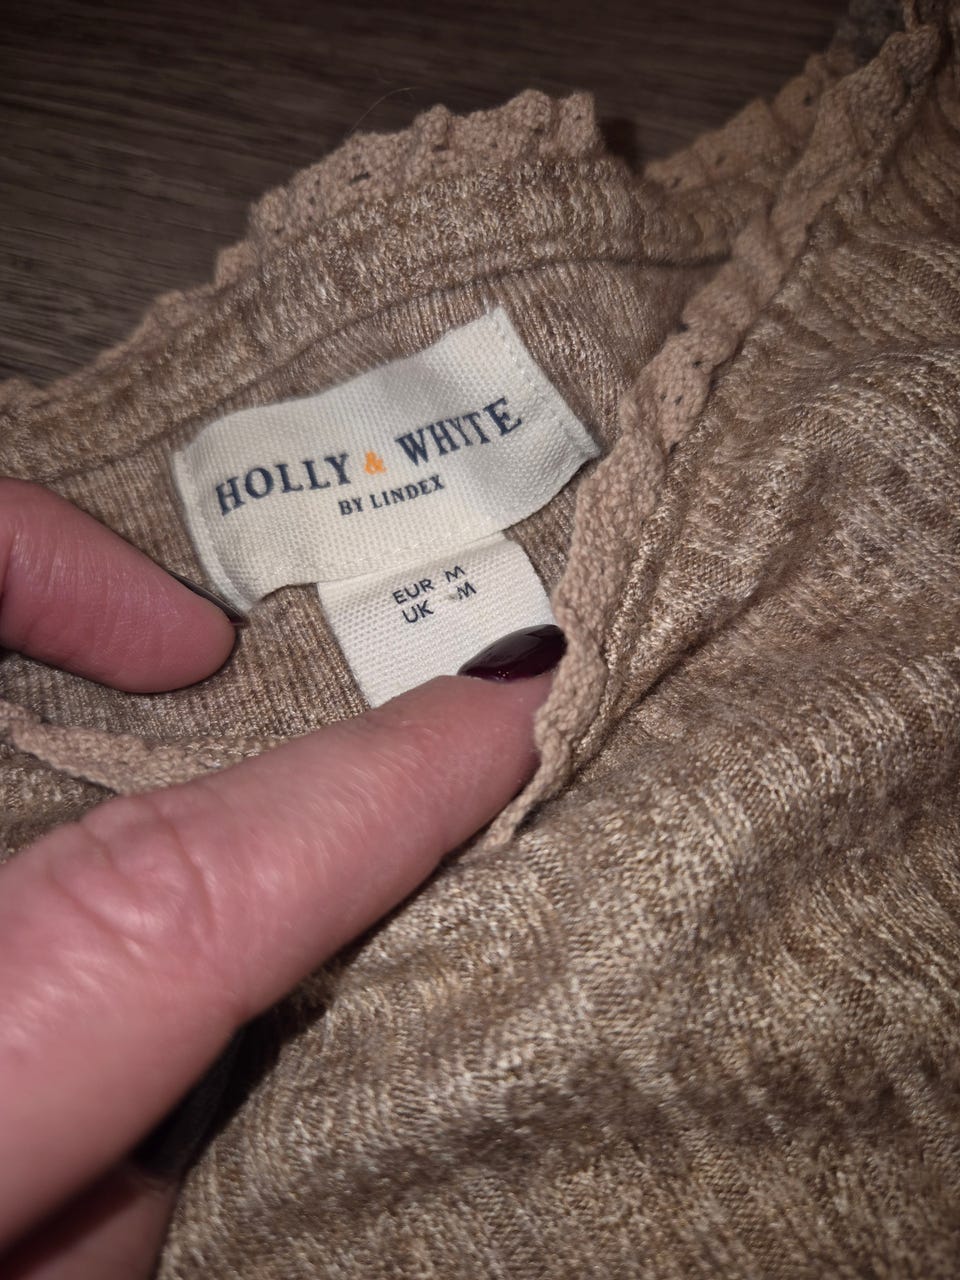 HOLLY & WHYTE
BY LINDEX
EUR M
UK M